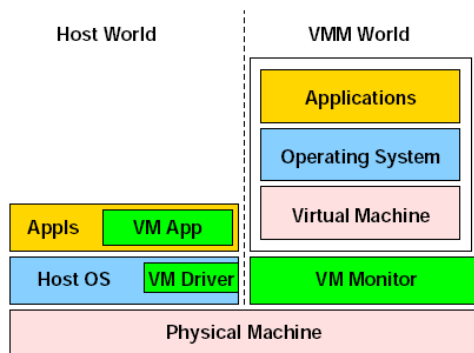 Host World
VMM World
Applications
Operating System
Virtual Machine
Appls
VM App
Host OS
VM Driver
VM Monitor
Physical Machine